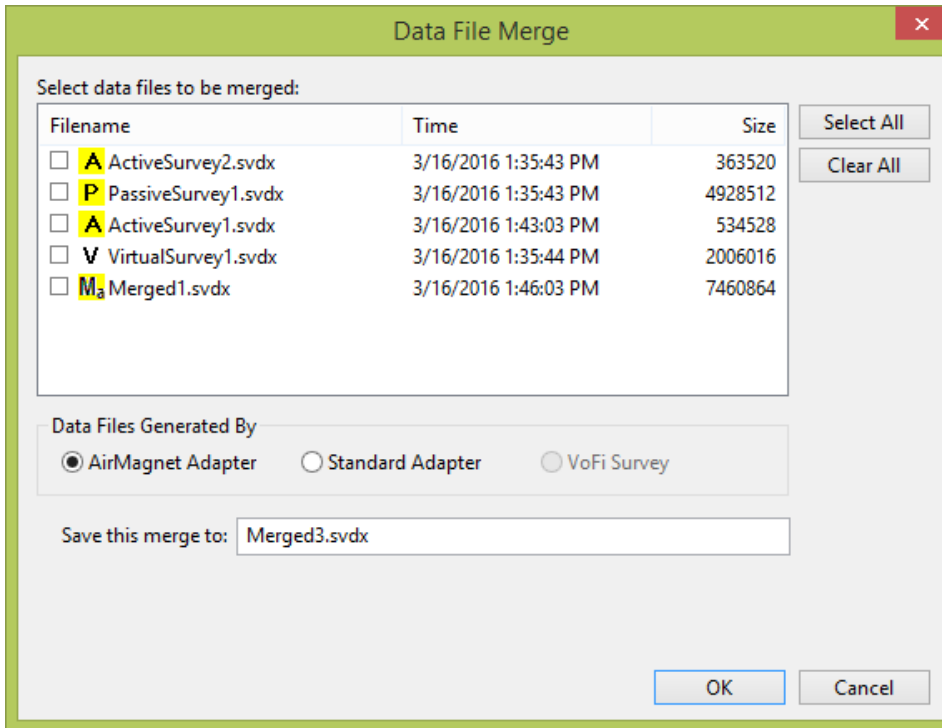 Data File Merge
Select data files to be merged:
Filename Time Size
A ActiveSurvey2.svdx 3/16/2016 1:35:43 PM 363520
P PassiveSurvey1.svdx 3/16/2016 1:35:43 PM 4928512
A ActiveSurvey1.svdx 3/16/2016 1:43:03 PM 534528
V VirtualSurvey1.svdx 3/16/2016 1:35:44 PM 2006016
Ma Merged1.svdx 3/16/2016 1:46:03 PM 7460864
Select All
Clear All
Data Files Generated By
AirMagnet Adapter Standard Adapter VoFi Survey
Save this merge to: Merged3.svdx
OK Cancel